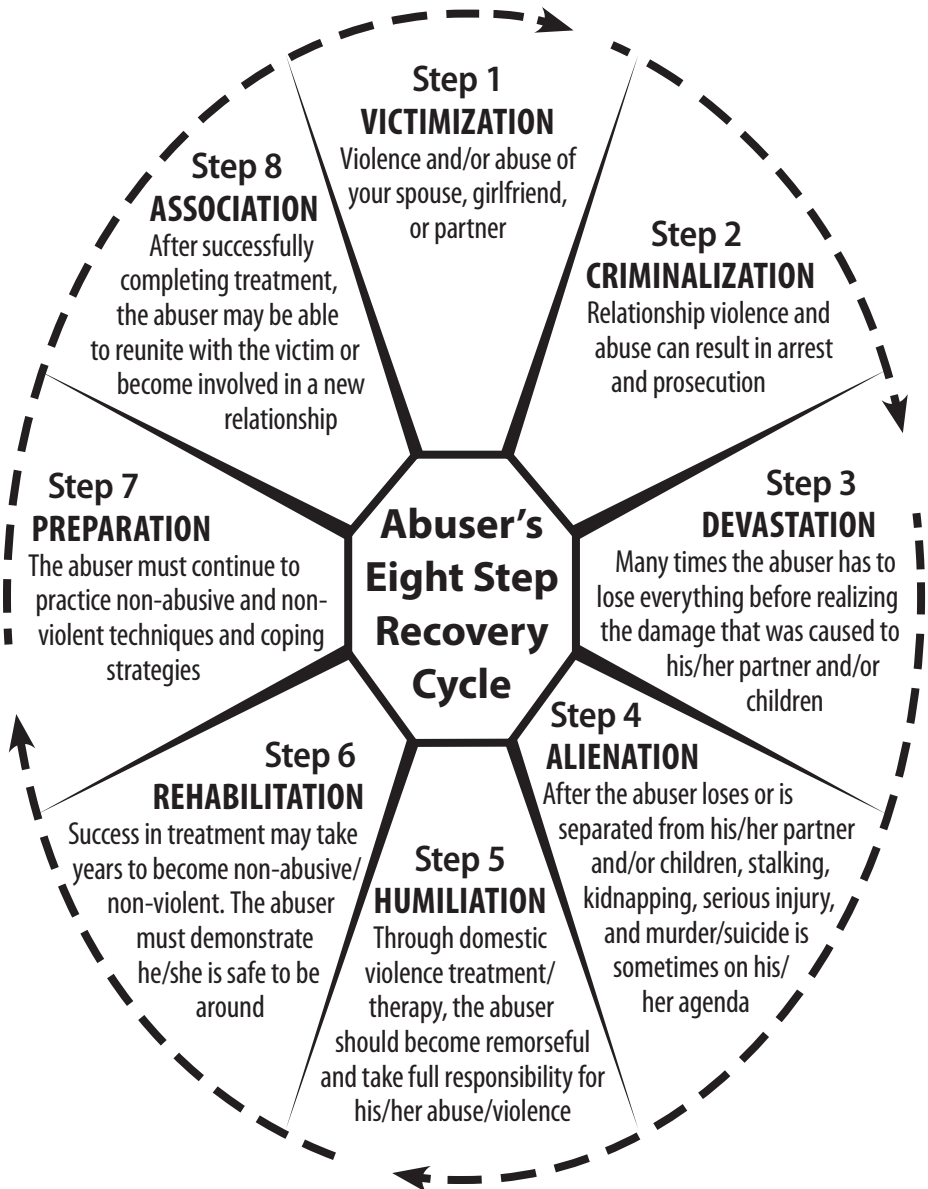 Step 1
VICTIMIZATION
Violence and/or abuse of
your spouse, girlfriend,
or partner
Step 2
CRIMINALIZATION
Relationship violence and
abuse can result in arrest
and prosecution
Step 3
DEVASTATION
Many times the abuser has to
lose everything before realizing
the damage that was caused to
his/her partner and/or
children
Step 4
ALIENATION
After the abuser loses or is
separated from his/her partner
and/or children, stalking,
kidnapping, serious injury,
and murder/suicide is
sometimes on his/
her agenda
Step 5
HUMILIATION
Through domestic
violence treatment/
therapy, the abuser
should become remorseful
and take full responsibility for
his/her abuse/violence
Step 6
REHABILITATION
Success in treatment may take
years to become non-abusive/
non-violent. The abuser
must demonstrate
he/she is safe to be
around
Step 7
PREPARATION
The abuser must continue to
practice non-abusive and non-
violent techniques and coping
strategies
Step 8
ASSOCIATION
After successfully
completing treatment,
the abuser may be able
to reunite with the victim or
become involved in a new
relationship
Abuser's
Eight Step
Recovery
Cycle